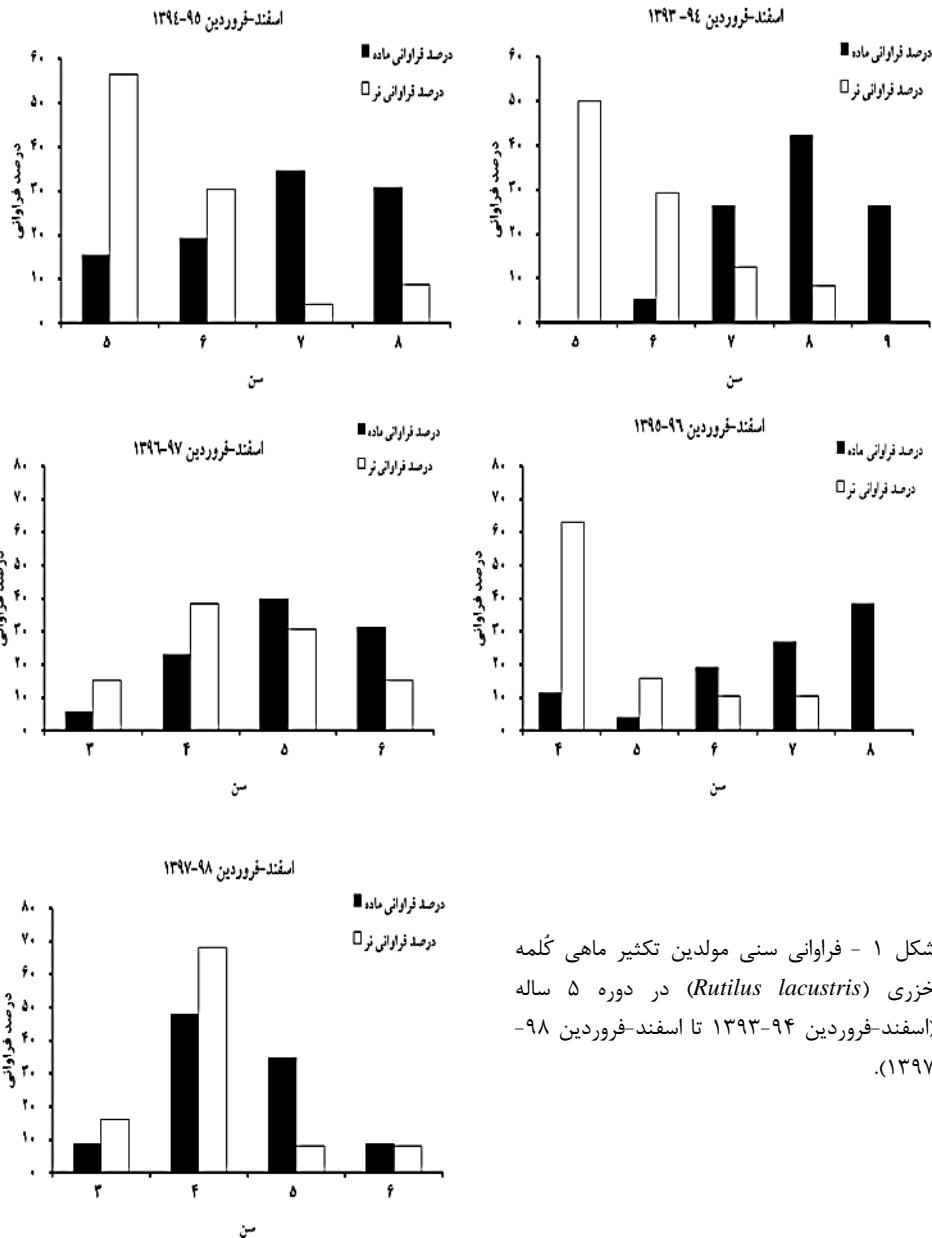 اسفند-فروردین ۹۴- ۱۳۹۳
درصد فراوانی ماده
درصد فراوانی نر
درصد فراوانی
۶۰
۵۰
۴۰
۳۰
۲۰
۱۰
۰
۵ ۶ ۷ ۸ ۹
سن
اسفند-فروردین ۹۵-۱۳۹۴
درصد فراوانی ماده
درصد فراوانی نر
درصد فراوانی
۶۰
۵۰
۴۰
۳۰
۲۰
۱۰
۰
۵ ۶ ۷ ۸
سن
اسفند-فروردین ۹۶-۱۳۹۵
درصد فراوانی ماده
درصد فراوانی نر
درصد فراوانی
۸۰
۷۰
۶۰
۵۰
۴۰
۳۰
۲۰
۱۰
۰
۴ ۵ ۶ ۷ ۸
سن
اسفند-فروردین ۹۷-۱۳۹۶
درصد فراوانی ماده
درصد فراوانی نر
درصد فراوانی
۸۰
۷۰
۶۰
۵۰
۴۰
۳۰
۲۰
۱۰
۰
۳ ۴ ۵ ۶
سن
اسفند-فروردین ۹۸-۱۳۹۷
درصد فراوانی ماده
درصد فراوانی نر
درصد فراوانی
۸۰
۷۰
۶۰
۵۰
۴۰
۳۰
۲۰
۱۰
۰
۳ ۴ ۵ ۶
سن
شکل ۱ - فراوانی سنی مولدین تکثیر ماهی کُلمه
خزری (Rutilus lacustris) در دوره ۵ ساله
(اسفند-فروردین ۹۴-۱۳۹۳ تا اسفند-فروردین ۹۸-
۱۳۹۷).